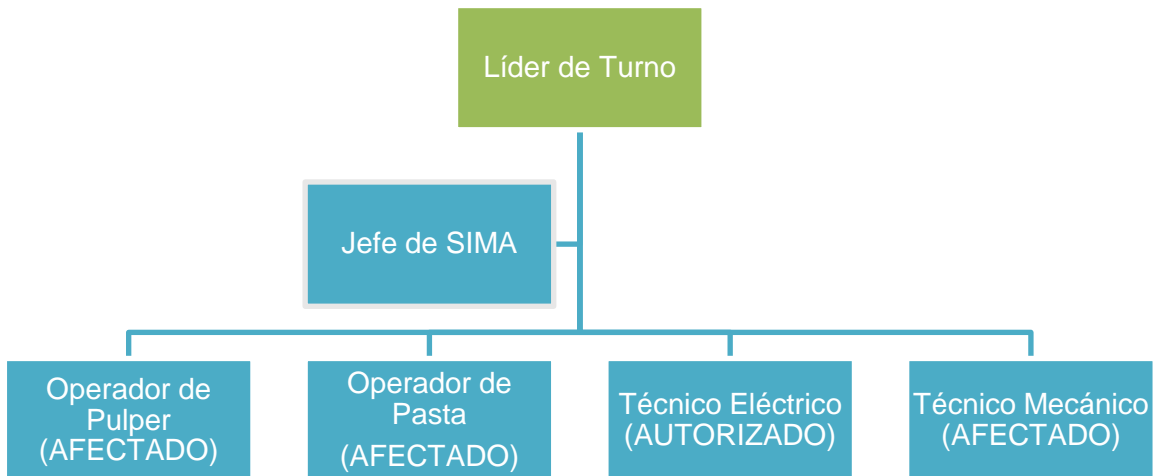 Líder de Turno
Jefe de SIMA
Operador de
Pulper
(AFECTADO)
Operador de
Pasta
(AFECTADO)
Técnico Eléctrico
(AUTORIZADO)
Técnico Mecánico
(AFECTADO)